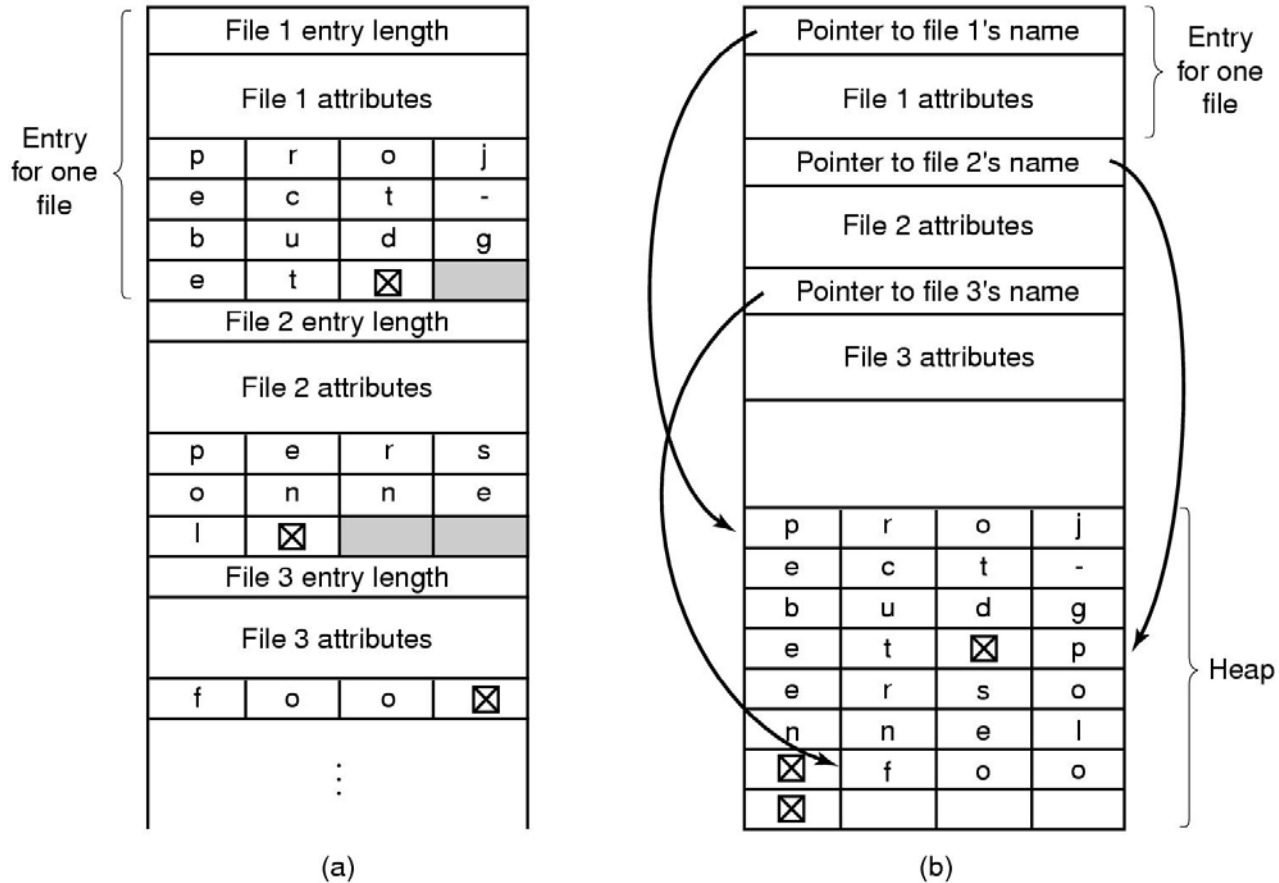 File 1 entry length
File 1 attributes
Entry
for one
file
p r o j
e c t -
b u d g
e t ☒
File 2 entry length
File 2 attributes
p e r s
o n n e
l ☒
File 3 entry length
File 3 attributes
f o o ☒
⋮
(a)
Pointer to file 1's name
File 1 attributes
Entry
for one
file
Pointer to file 2's name
File 2 attributes
Pointer to file 3's name
File 3 attributes
p r o j
e c t -
b u d g
e t ☒ p
e r s o
n n e l
☒ f o o
☒
Heap
(b)